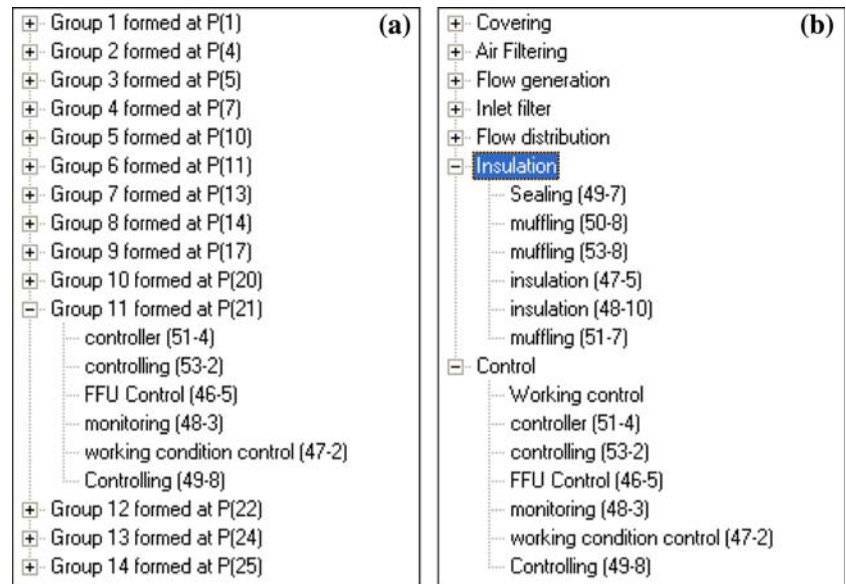 (a)
Group 1 formed at P(1)
Group 2 formed at P(4)
Group 3 formed at P(5)
Group 4 formed at P(7)
Group 5 formed at P(10)
Group 6 formed at P(11)
Group 7 formed at P(13)
Group 8 formed at P(14)
Group 9 formed at P(17)
Group 10 formed at P(20)
Group 11 formed at P(21)
controller (51-4)
controlling (53-2)
FFU Control (46-5)
monitoring (48-3)
working condition control (47-2)
Controlling (49-8)
Group 12 formed at P(22)
Group 13 formed at P(24)
Group 14 formed at P(25)
(b)
Covering
Air Filtering
Flow generation
Inlet filter
Flow distribution
Insulation
Sealing (49-7)
muffling (50-8)
muffling (53-8)
insulation (47-5)
insulation (48-10)
muffling (51-7)
Control
Working control
controller (51-4)
controlling (53-2)
FFU Control (46-5)
monitoring (48-3)
working condition control (47-2)
Controlling (49-8)